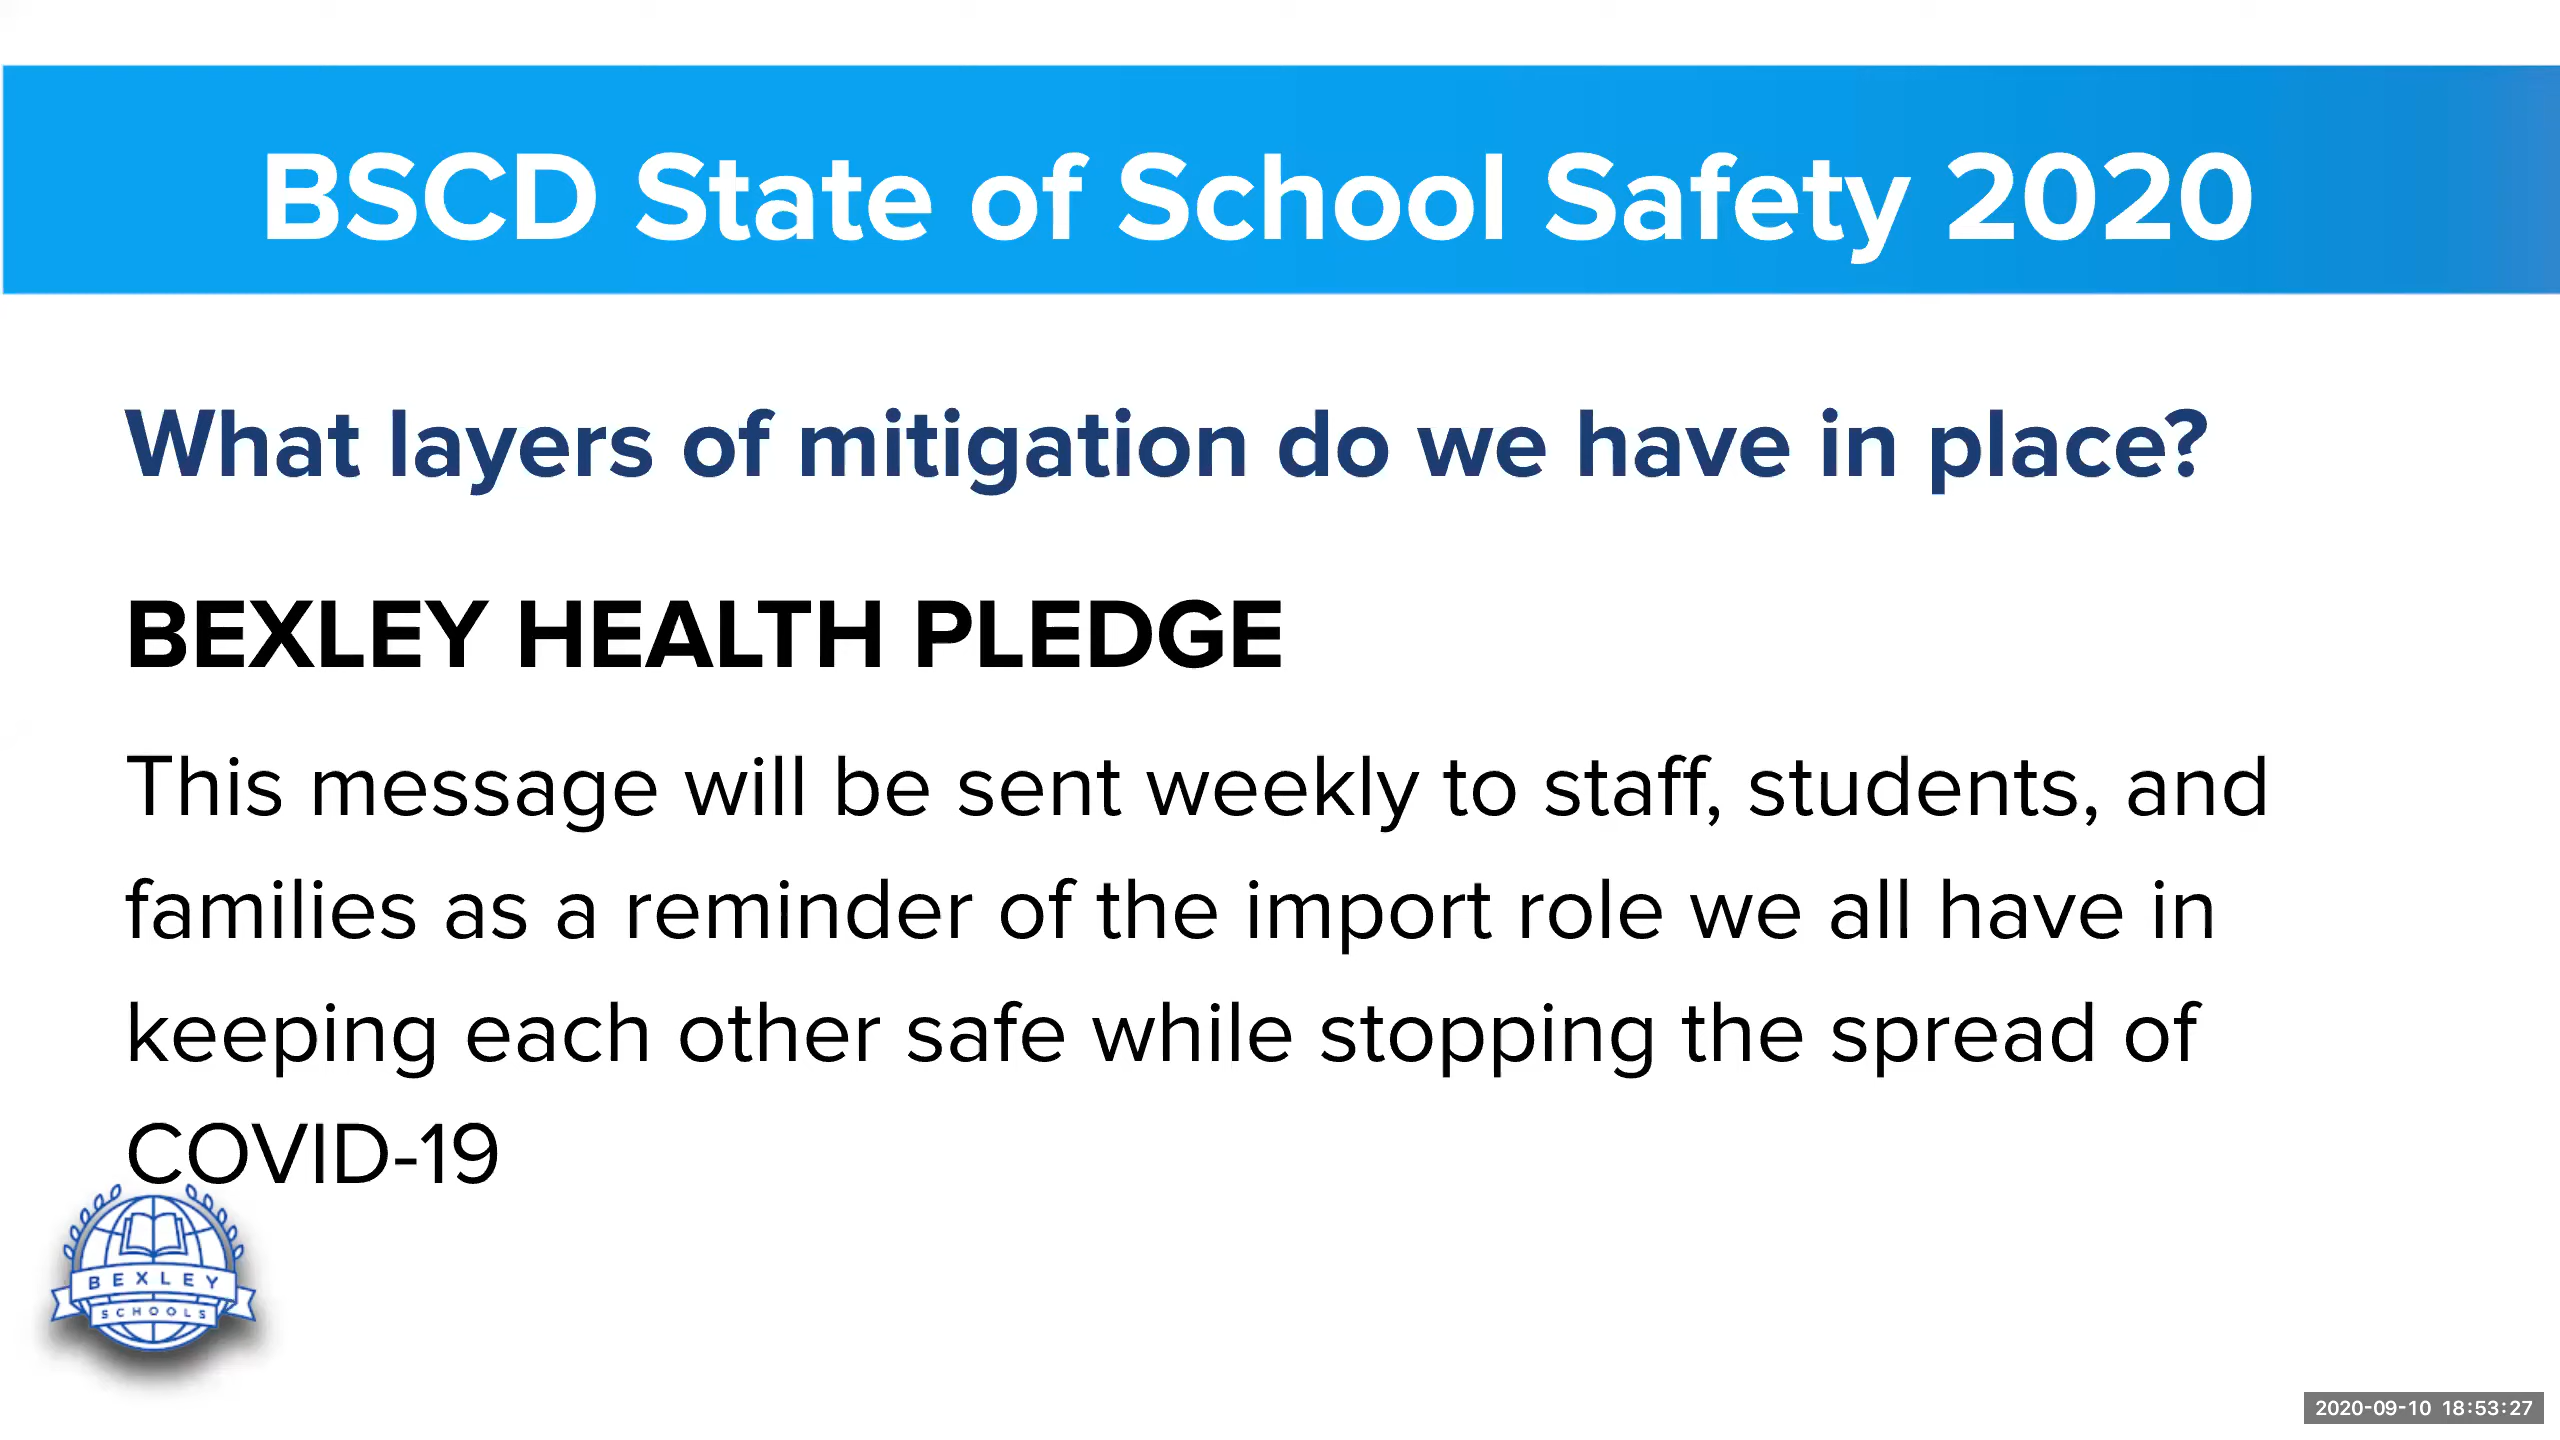 BSCD State of School Safety 2020
What layers of mitigation do we have in place?
BEXLEY HEALTH PLEDGE
This message will be sent weekly to staff, students, and
families as a reminder of the import role we all have in
keeping each other safe while stopping the spread of
COVID-19
BEXLEY
SCHOOLS
2020-09-10 18:53:27